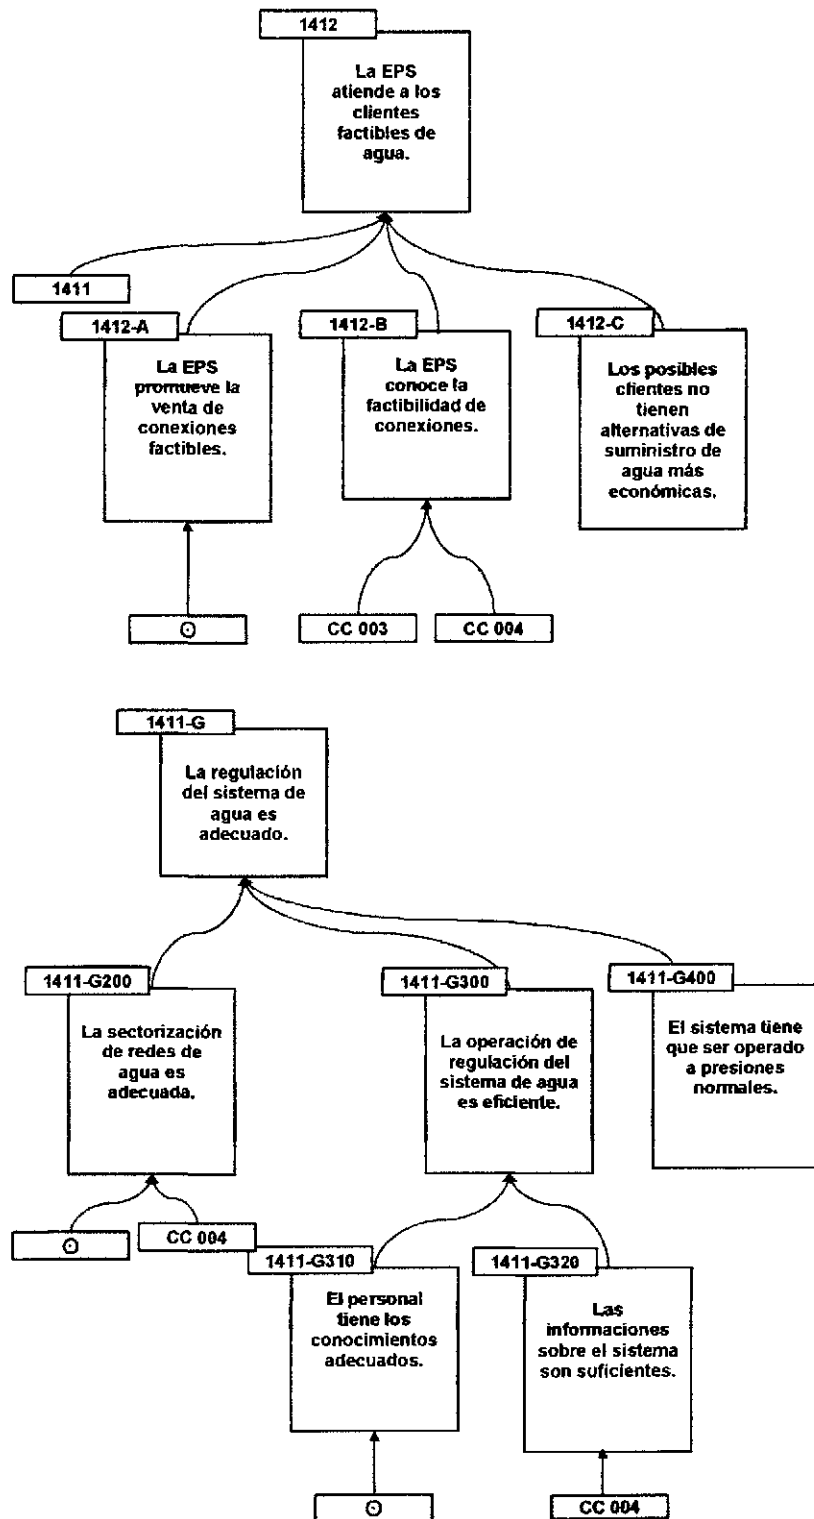 1412
La EPS
atiende a los
clientes
factibles de
agua.
1411
1412-A
La EPS
promueve la
venta de
conexiones
factibles.
1412-B
La EPS
conoce la
factibilidad de
conexiones.
1412-C
Los posibles
clientes no
tienen
alternativas de
suministro de
agua más
económicas.
CC 003
CC 004
1411-G
La regulación
del sistema de
agua es
adecuado.
1411-G200
La sectorización
de redes de
agua es
adecuada.
1411-G300
La operación de
regulación del
sistema de agua
es eficiente.
1411-G400
El sistema tiene
que ser operado
a presiones
normales.
CC 004
1411-G310
El personal
tiene los
conocimientos
adecuados.
1411-G320
Las
informaciones
sobre el sistema
son suficientes.
CC 004